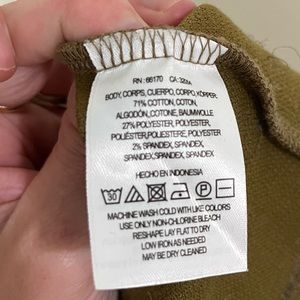 RN : 66170 CA:
BODY, CORPS, CUERPO, CORPO, KÖRPER:
71% COTTON, COTON,
ALGODÓN, COTONE, BAUMWOLLE
27% POLYESTER, POLYESTER,
POLIÉSTER, POLIESTERE, POLYESTER
2% SPANDEX, SPANDEX,
SPANDEX, SPANDEX, SPANDEX
HECHO EN INDONESIA
30 P
MACHINE WASH COLD WITH LIKE COLORS
USE ONLY NON-CHLORINE BLEACH
RESHAPE LAY FLAT TO DRY
LOW IRON AS NEEDED
MAY BE DRY CLEANED